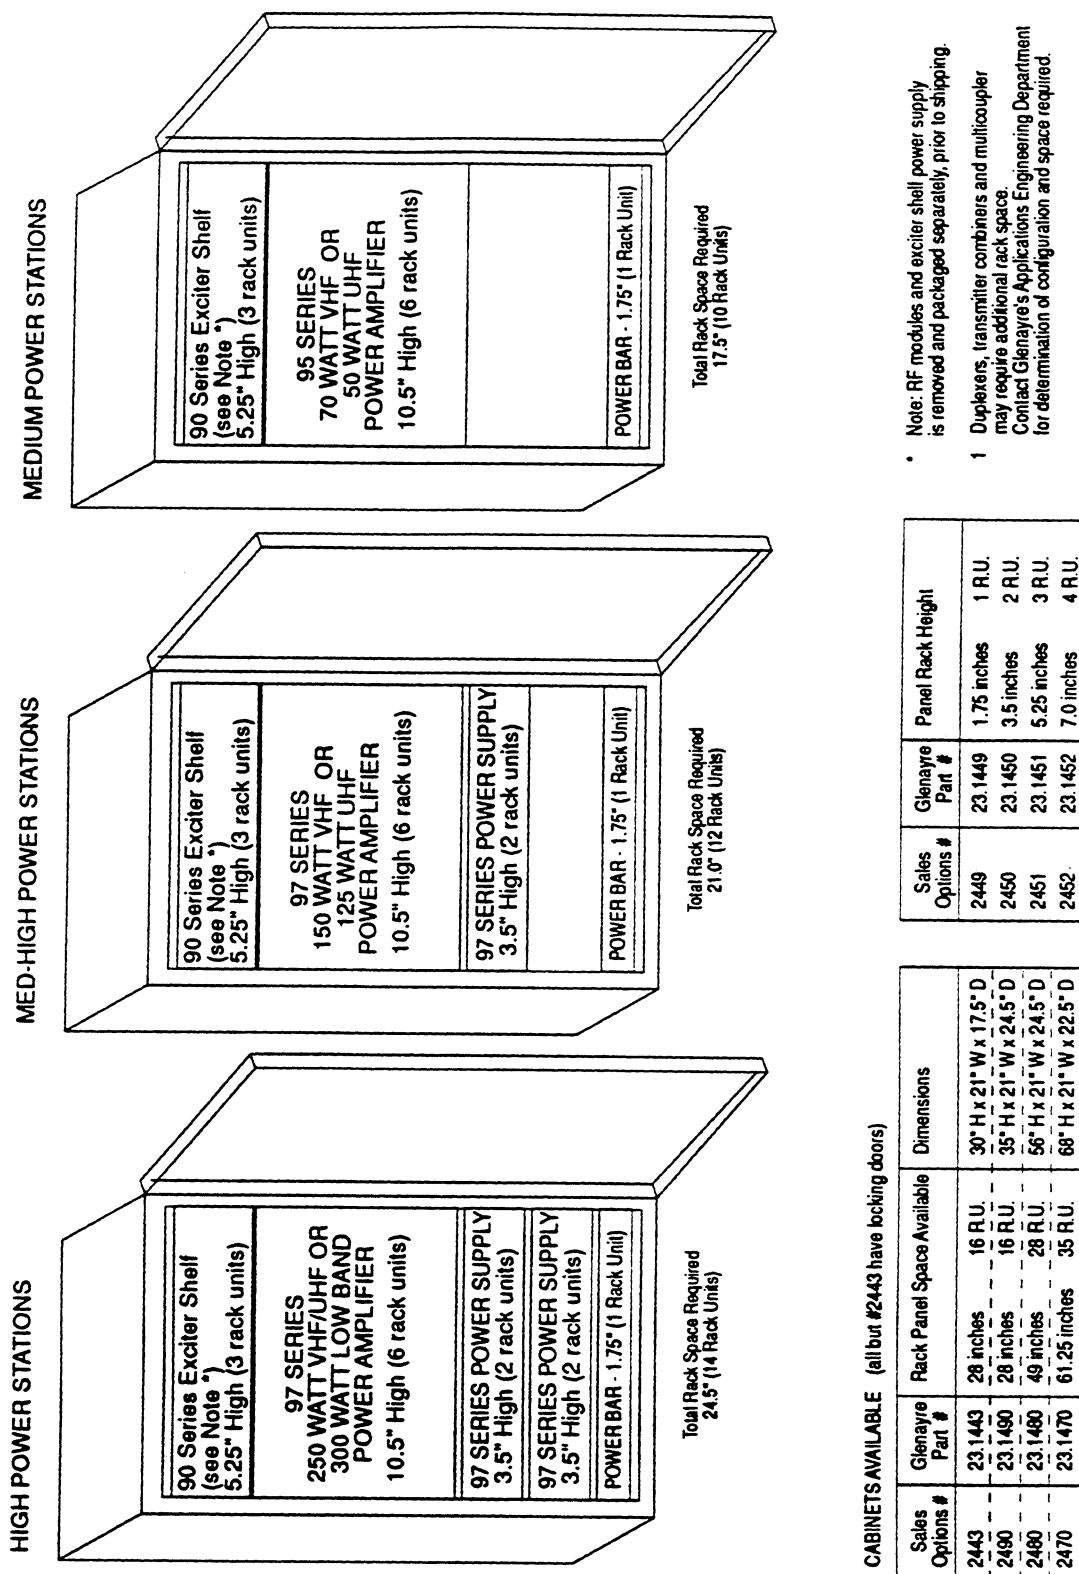 HIGH POWER STATIONS
90 Series Exciter Shelf
(see Note *)
5.25" High (3 rack units)
97 SERIES
250 WATT VHF/UHF OR
300 WATT LOW BAND
POWER AMPLIFIER
10.5" High (6 rack units)
97 SERIES POWER SUPPLY
3.5" High (2 rack units)
97 SERIES POWER SUPPLY
3.5" High (2 rack units)
POWER BAR - 1.75" (1 Rack Unit)
Total Rack Space Required
24.5" (14 Rack Units)
MED-HIGH POWER STATIONS
90 Series Exciter Shelf
(see Note *)
5.25" High (3 rack units)
97 SERIES
150 WATT VHF OR
125 WATT UHF
POWER AMPLIFIER
10.5" High (6 rack units)
97 SERIES POWER SUPPLY
3.5" High (2 rack units)
POWER BAR - 1.75" (1 Rack Unit)
Total Rack Space Required
21.0" (12 Rack Units)
MEDIUM POWER STATIONS
90 Series Exciter Shelf
(see Note *)
5.25" High (3 rack units)
95 SERIES
70 WATT VHF OR
50 WATT UHF
POWER AMPLIFIER
10.5" High (6 rack units)
POWER BAR - 1.75" (1 Rack Unit)
Total Rack Space Required
17.5" (10 Rack Units)
CABINETS AVAILABLE (all but #2443 have locking doors)
Sales Options # Glenayre Part # Rack Panel Space Available Dimensions
2443 23.1443 28 inches 16 R.U. 30" H x 21" W x 17.5" D
2490 23.1490 28 inches 16 R.U. 35" H x 21" W x 24.5" D
2480 23.1480 49 inches 28 R.U. 56" H x 21" W x 24.5" D
2470 23.1470 61.25 inches 35 R.U. 68" H x 21" W x 22.5" D
Sales Options # Glenayre Part # Panel Rack Height
2449 23.1449 1.75 inches 1 R.U.
2450 23.1450 3.5 inches 2 R.U.
2451 23.1451 5.25 inches 3 R.U.
2452 23.1452 7.0 inches 4 R.U.
* Note: RF modules and exciter shell power supply
is removed and packaged separately, prior to shipping.
1 Duplexers, transmitter combiners and multicoupler
may require additional rack space.
Contact Glenayre's Applications Engineering Department
for determination of configuration and space required.